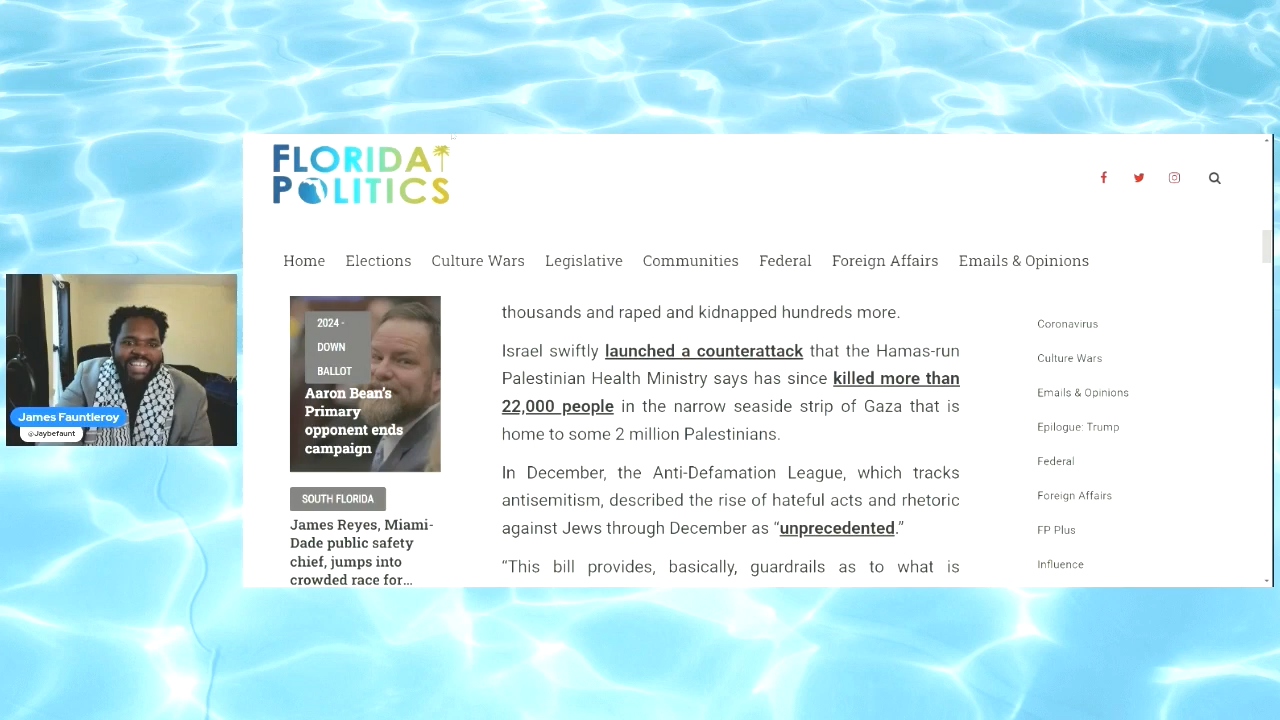 FLORIDA
POLITICS
Home Elections Culture Wars Legislative Communities Federal Foreign Affairs Emails & Opinions
2024 -
DOWN
BALLOT
Aaron Bean's
Primary
opponent ends
campaign
SOUTH FLORIDA
James Reyes, Miami-
Dade public safety
chief, jumps into
crowded race for...
thousands and raped and kidnapped hundreds more.
Israel swiftly launched a counterattack that the Hamas-run
Palestinian Health Ministry says has since killed more than
22,000 people in the narrow seaside strip of Gaza that is
home to some 2 million Palestinians.
In December, the Anti-Defamation League, which tracks
antisemitism, described the rise of hateful acts and rhetoric
against Jews through December as “unprecedented.”
“This bill provides, basically, guardrails as to what is
Coronavirus
Culture Wars
Emails & Opinions
Epilogue: Trump
Federal
Foreign Affairs
FP Plus
Influence
James Fauntleroy
@Jaybefaunt